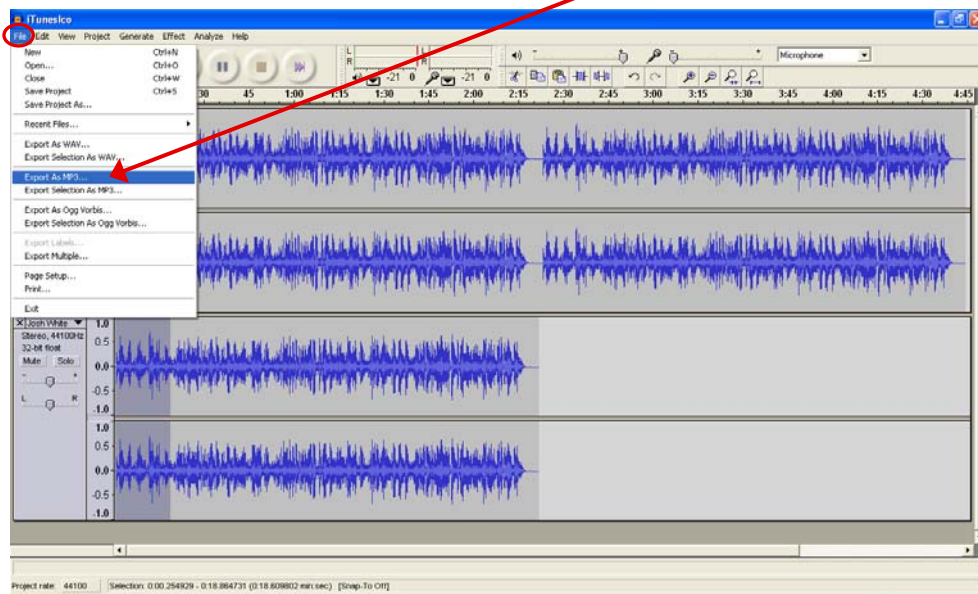 iTunesIco
File Edit View Project Generate Effect Analyze Help
New Ctrl+N
Open... Ctrl+O
Close Ctrl+W
Save Project Ctrl+S
Save Project As...
Recent Files...
Export As WAV...
Export Selection As WAV...
Export As MP3...
Export Selection As MP3...
Export As Ogg Vorbis...
Export Selection As Ogg Vorbis...
Export Labels...
Export Multiple...
Page Setup...
Print...
Exit
L L
R R
-21 0 -21 0
- + Microphone
30 45 1:00 1:15 1:30 1:45 2:00 2:15 2:30 2:45 3:00 3:15 3:30 3:45 4:00 4:15 4:30 4:45
X Josh White 1.0
Stereo, 44100Hz
32-bit float 0.5
Mute Solo
- + 0.0
L R -0.5
-1.0
1.0
0.5
0.0
-0.5
-1.0
Project rate: 44100 Selection: 0:00.254929 - 0:18.864731 (0:18.609802 min:sec) [Snap-To Off]